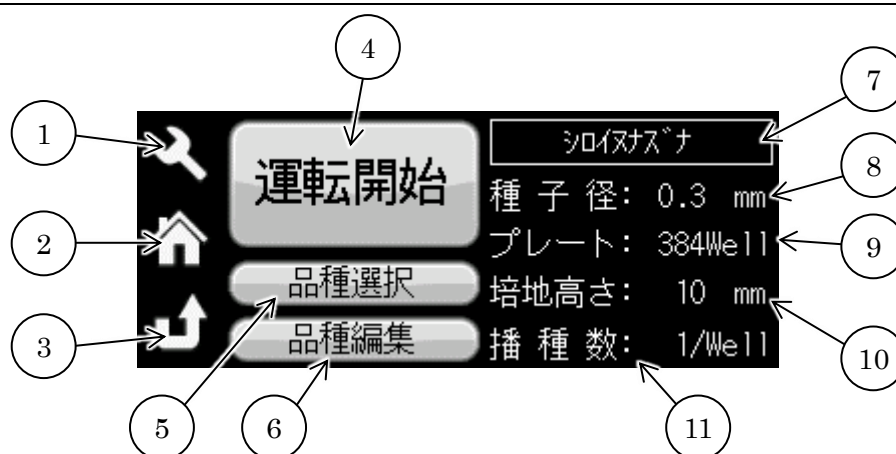 4
7
1
シロイヌナズナ
8
運転開始
種 子 径: 0.3 mm
2
プレート: 384Well
9
品種選択
培地高さ: 10 mm
3
品種編集
播 種 数: 1/Well
10
5
6
11